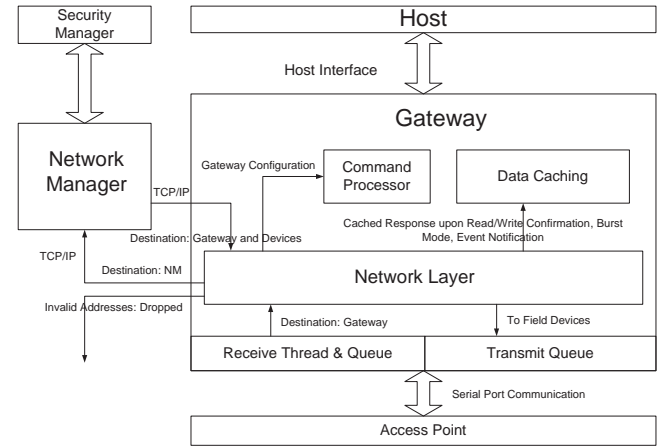 Security
Manager
Host
Host Interface
Gateway
Network
Manager
Gateway Configuration
Command
Processor
Data Caching
TCP/IP
Cached Response upon Read/Write Confirmation, Burst
Mode, Event Notification
Destination: Gateway and Devices
TCP/IP
Destination: NM
Network Layer
Invalid Addresses: Dropped
Destination: Gateway
To Field Devices
Receive Thread & Queue
Transmit Queue
Serial Port Communication
Access Point